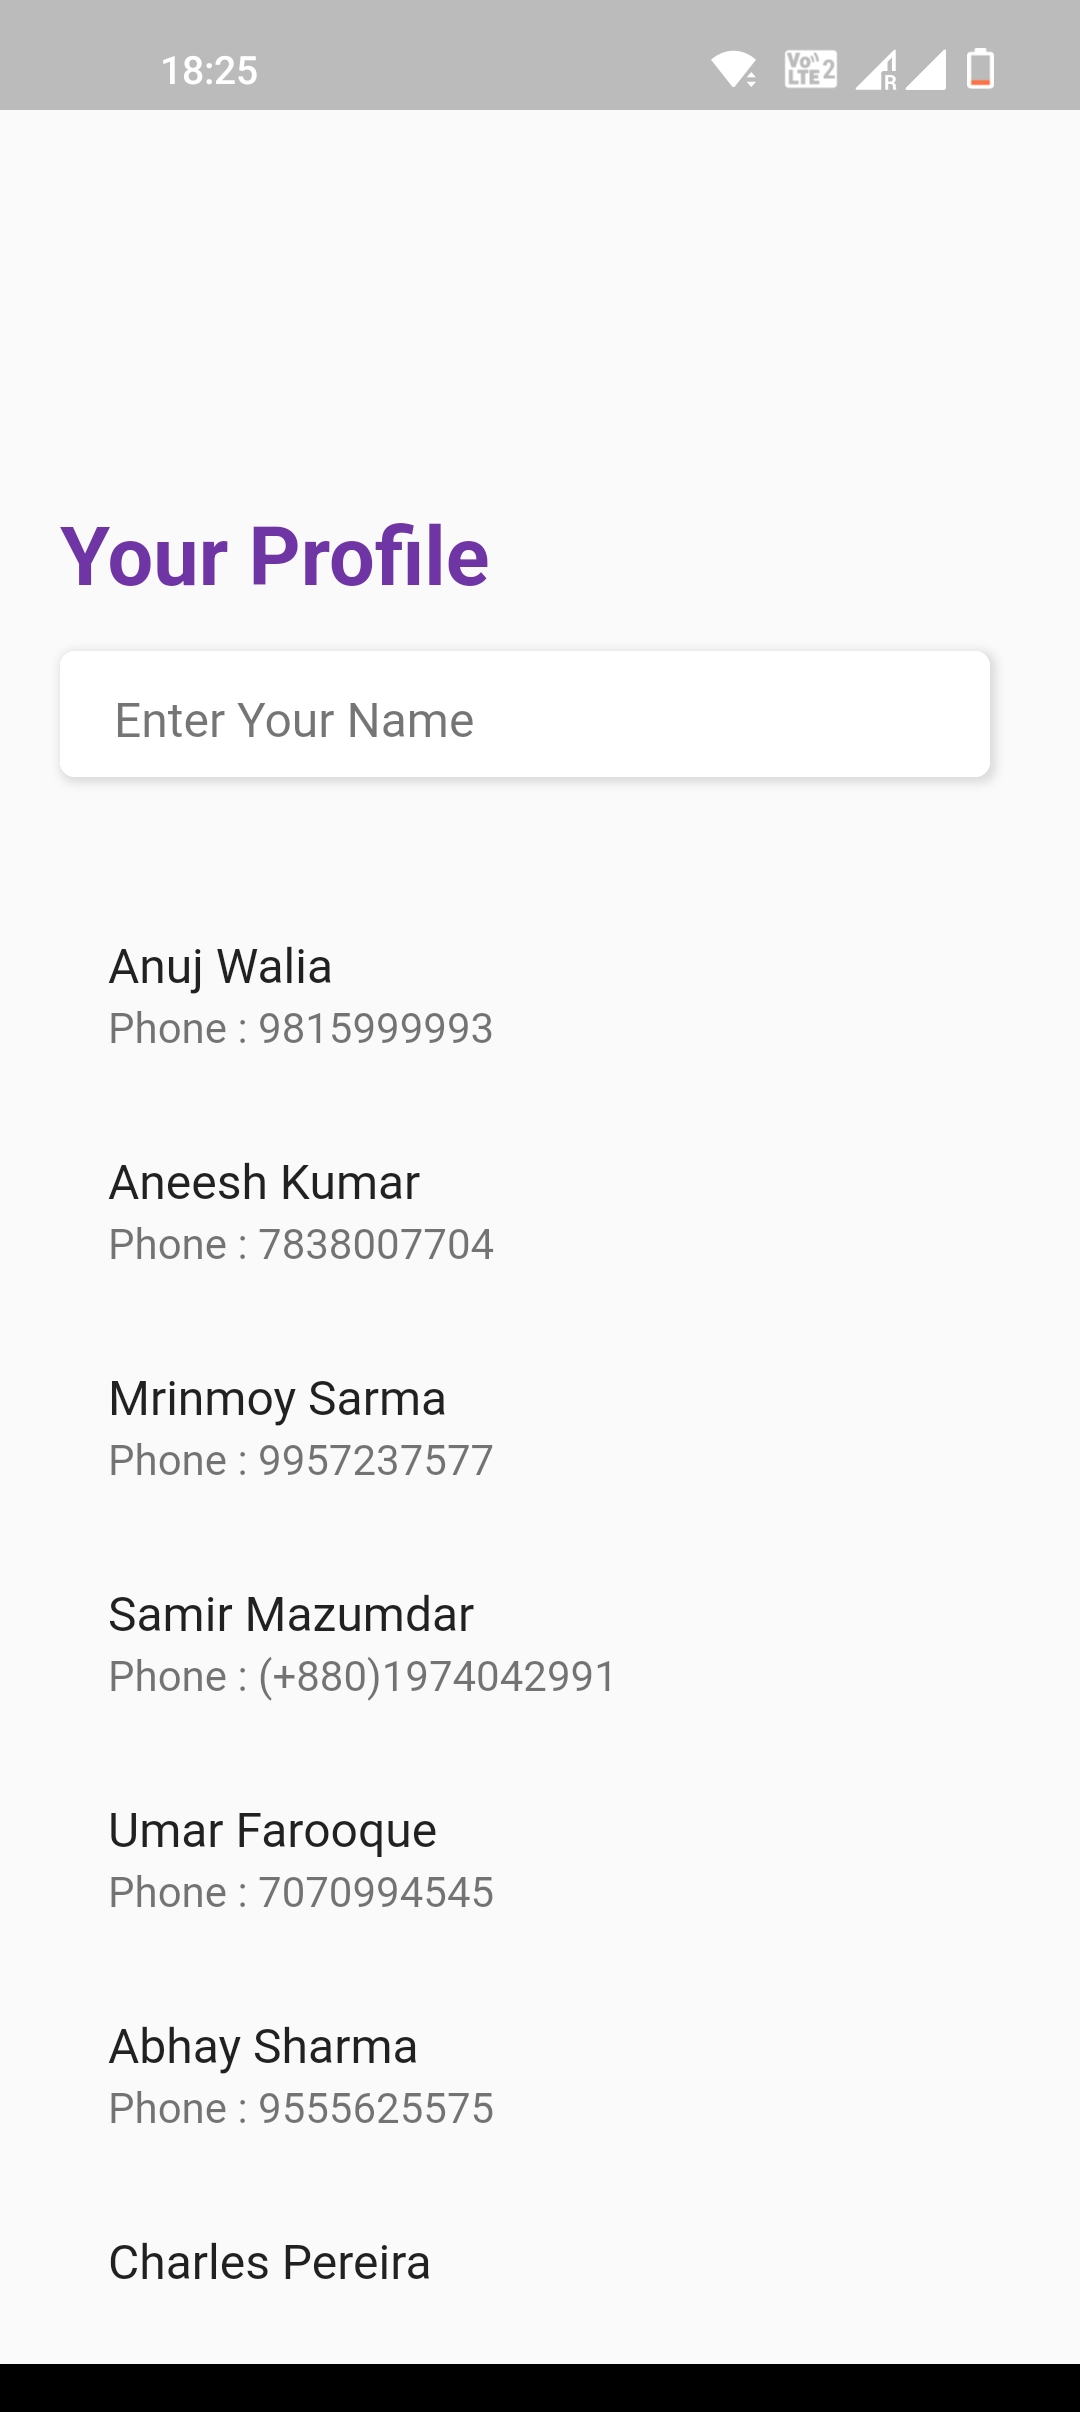 18:25
Vo LTE 2 R
Your Profile
Enter Your Name
Anuj Walia
Phone : 9815999993
Aneesh Kumar
Phone : 7838007704
Mrinmoy Sarma
Phone : 9957237577
Samir Mazumdar
Phone : (+880)1974042991
Umar Farooque
Phone : 7070994545
Abhay Sharma
Phone : 9555625575
Charles Pereira